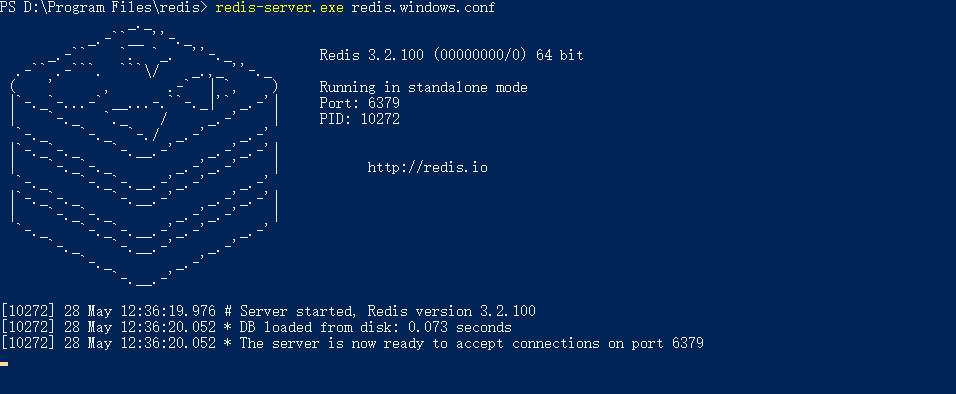 PS D:\Program Files\redis> redis-server.exe redis.windows.conf
Redis 3.2.100 (00000000/0) 64 bit
Running in standalone mode
Port: 6379
PID: 10272
http://redis.io
[10272] 28 May 12:36:19.976 # Server started, Redis version 3.2.100
[10272] 28 May 12:36:20.052 * DB loaded from disk: 0.073 seconds
[10272] 28 May 12:36:20.052 * The server is now ready to accept connections on port 6379